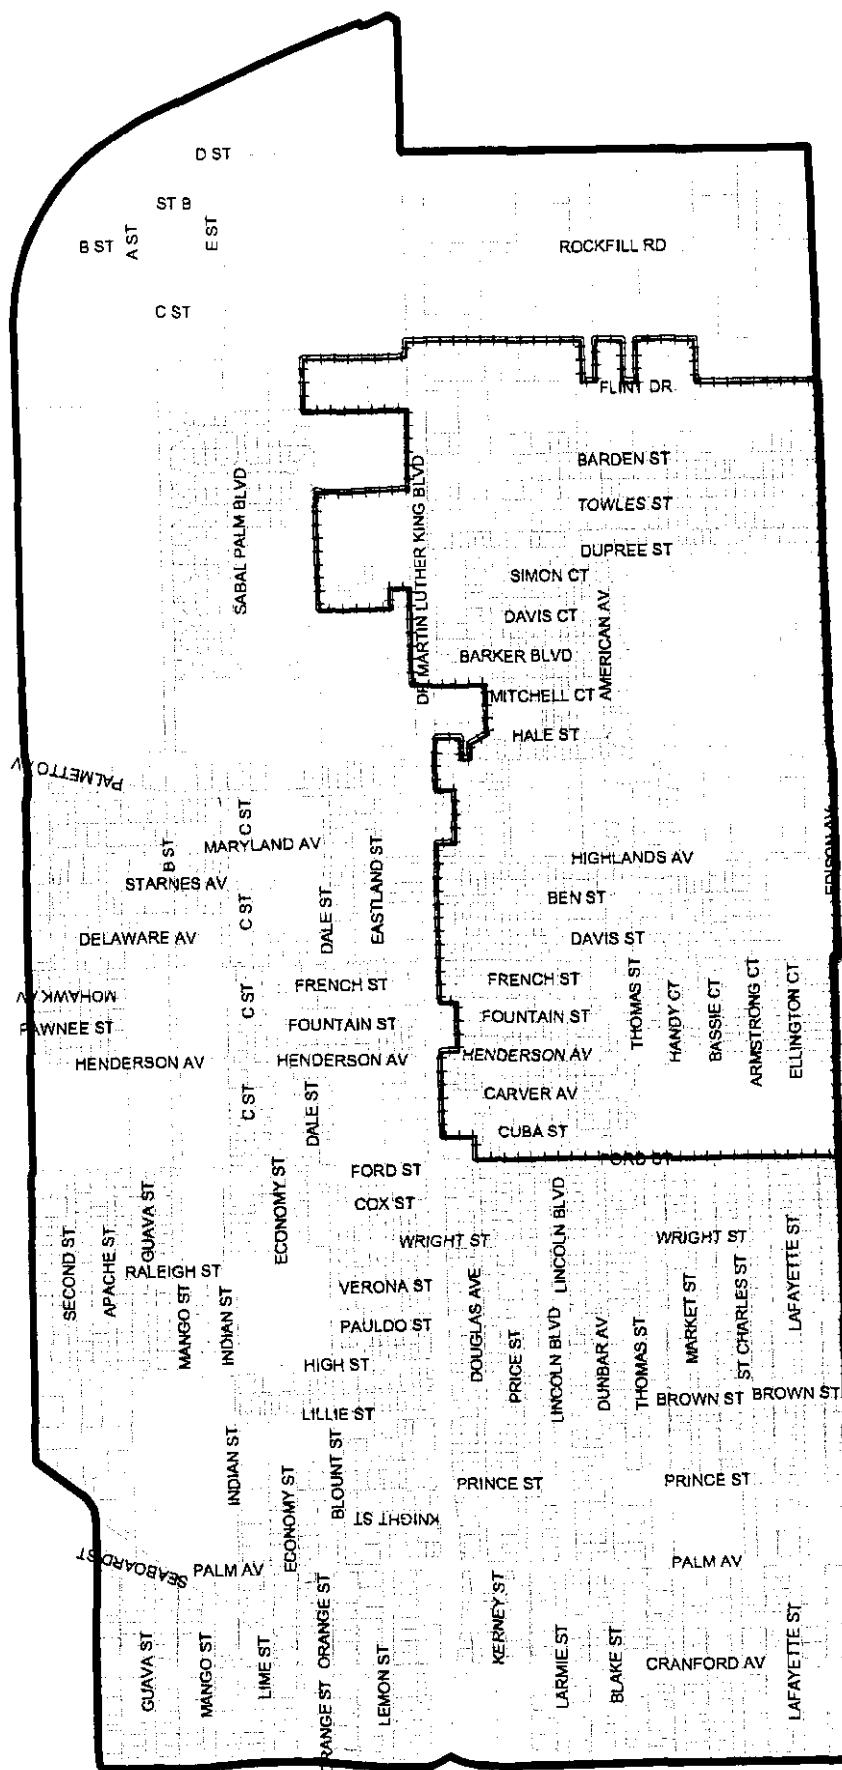 D ST
ST B
B ST
A ST
E ST
ROCKFILL RD
C ST
FLINT DR
BARDEN ST
SABAL PALM BLVD
DR MARTIN LUTHER KING BLVD
TOWLES ST
DUPREE ST
SIMON CT
DAVIS CT
AMERICAN AV
BARKER BLVD
MITCHELL CT
HALE ST
PALMETTO AV
C ST
MARYLAND AV
B ST
EDISON AV
HIGHLANDS AV
STARNES AV
EASTLAND ST
BEN ST
C ST
DALE ST
DELAWARE AV
DAVIS ST
FRENCH ST
FRENCH ST
MOHAWK AV
C ST
THOMAS ST
HANDY CT
BASSIE CT
ARMSTRONG CT
ELLINGTON CT
PAWNEE ST
FOUNTAIN ST
FOUNTAIN ST
HENDERSON AV
HENDERSON AV
HENDERSON AV
C ST
DALE ST
CARVER AV
CUBA ST
FORD ST
FORD ST
COX ST
ECONOMY ST
GUAVA ST
LINCOLN BLVD
WRIGHT ST
WRIGHT ST
SECOND ST
APACHE ST
RALEIGH ST
LAFAYETTE ST
VERONA ST
MANGO ST
INDIAN ST
DOUGLAS AVE
PAULDO ST
PRICE ST
LINCOLN BLVD
DUNBAR AV
THOMAS ST
MARKET ST
ST CHARLES ST
HIGH ST
BROWN ST
BROWN ST
LILLIE ST
INDIAN ST
BLOUNT ST
ECONOMY ST
PRINCE ST
PRINCE ST
KNIGHT ST
SEABOARD ST
PALM AV
PALM AV
ORANGE ST
KERNEY ST
GUAVA ST
MANGO ST
LIME ST
LEMON ST
LARMIE ST
BLAKE ST
CRANFORD AV
LAFAYETTE ST
RANGE ST